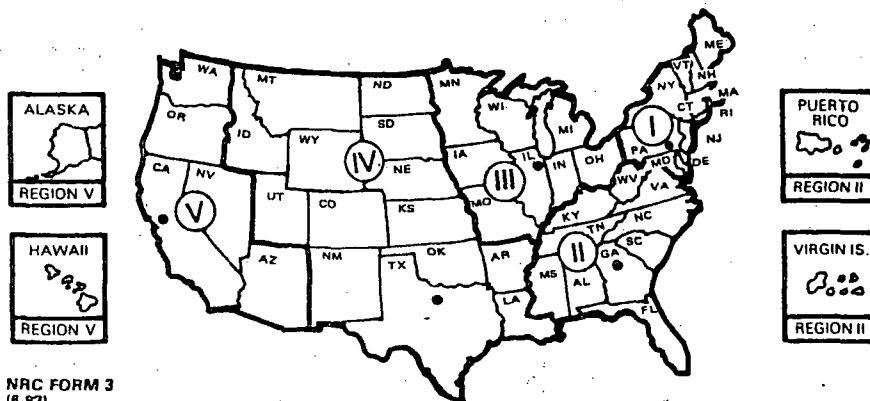 ME
WA
MT
ND
MN
VT
NH
NY
MA
ALASKA
OR
ID
SD
WI
MI
CT
RI
PUERTO
RICO
WY
I
NJ
IV
IA
PA
REGION V
CA
NV
NE
III
IL
IN
OH
MD
DE
REGION II
V
UT
CO
KS
MO
WV
VA
KY
HAWAII
AZ
NM
OK
AR
TN
NC
VIRGIN IS.
TX
II
SC
MS
AL
GA
LA
FL
REGION V
REGION II
NRC FORM 3